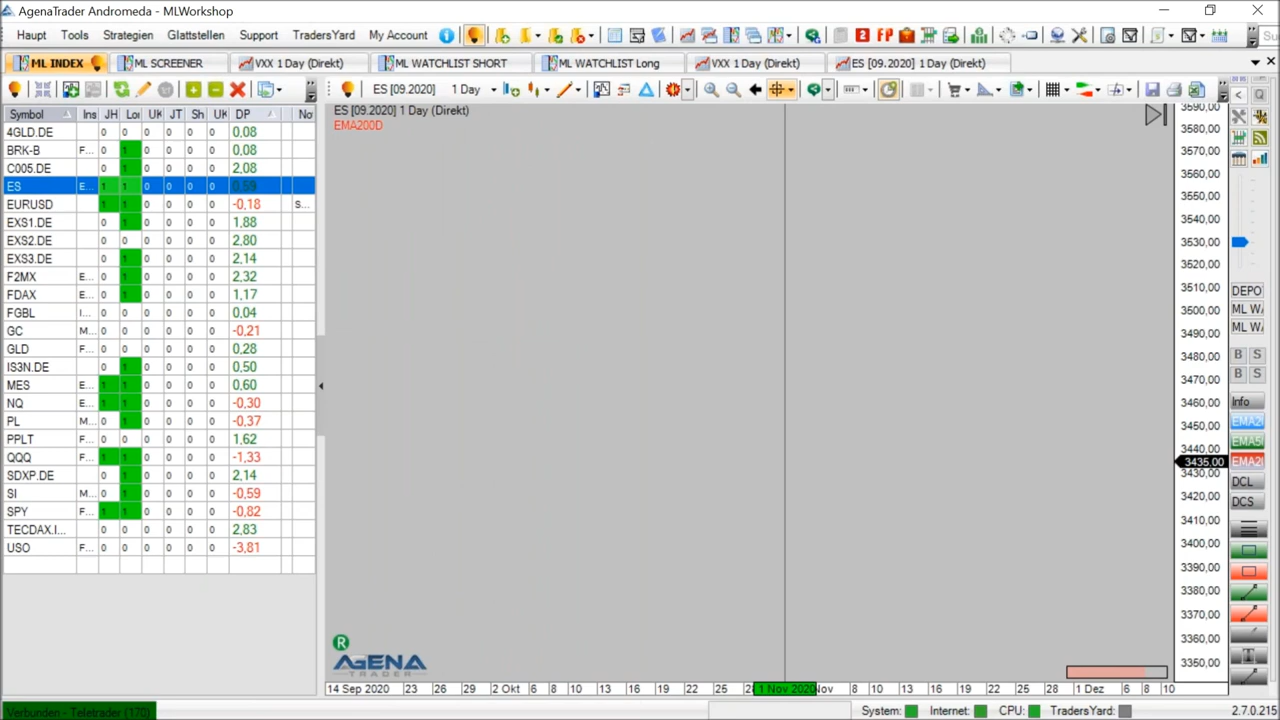 AgenaTrader Andromeda - MLWorkshop
Haupt Tools Strategien Glattstellen Support TradersYard My Account
ML INDEX ML SCREENER VXX 1 Day (Direkt) ML WATCHLIST SHORT ML WATCHLIST Long VXX 1 Day (Direkt) ES [09.2020] 1 Day (Direkt)
ES [09.2020] 1 Day
Symbol Ins JH Lo UK JT Sh UK DP No
ES [09.2020] 1 Day (Direkt)
EMA200D
4GLD.DE 0 0 0 0 0 0 0,08
BRK-B F... 0 1 0 0 0 0 0,08
C005.DE 0 1 0 0 0 0 2,08
ES E... 1 1 0 0 0 0 0,59
EURUSD 1 1 0 0 0 0 -0,18 S...
EXS1.DE 0 1 0 0 0 0 1,88
EXS2.DE 0 0 0 0 0 0 2,80
EXS3.DE 0 1 0 0 0 0 2,14
F2MX E... 0 1 0 0 0 0 2,32
FDAX E... 0 1 0 0 0 0 1,17
FGBL I... 0 0 0 0 0 0 0,04
GC M... 0 0 0 0 0 0 -0,21
GLD F... 0 0 0 0 0 0 0,28
IS3N.DE 0 1 0 0 0 0 0,50
MES E... 1 1 0 0 0 0 0,60
NQ E... 1 1 0 0 0 0 -0,30
PL M... 0 1 0 0 0 0 -0,37
PPLT F... 0 0 0 0 0 0 1,62
QQQ F... 1 1 0 0 0 0 -1,33
SDXP.DE 0 1 0 0 0 0 2,14
SI M... 0 1 0 0 0 0 -0,59
SPY F... 1 1 0 0 0 0 -0,82
TECDAX.I... 0 0 0 0 0 0 2,83
USO F... 0 0 0 0 0 0 -3,81
3590,00
3580,00
3570,00
3560,00
3550,00
3540,00
3530,00
3520,00
3510,00
3500,00
3490,00
3480,00
3470,00
3460,00
3450,00
3440,00
3435,00
3430,00
3420,00
3410,00
3400,00
3390,00
3380,00
3370,00
3360,00
3350,00
DEPO
ML WA
ML WA
B S
B S
Info
EMA2
EMA5
EMA2
DCL
DCS
R
AGENA
TRADER
14 Sep 2020 23 26 29 2 Okt 6 8 10 13 16 19 22 25 1 Nov 2020 Nov 8 10 13 16 19 22 25 28 1 Dez 6 8 10
Verbunden - Teletrader (170) System: Internet: CPU: TradersYard: 2.7.0.215